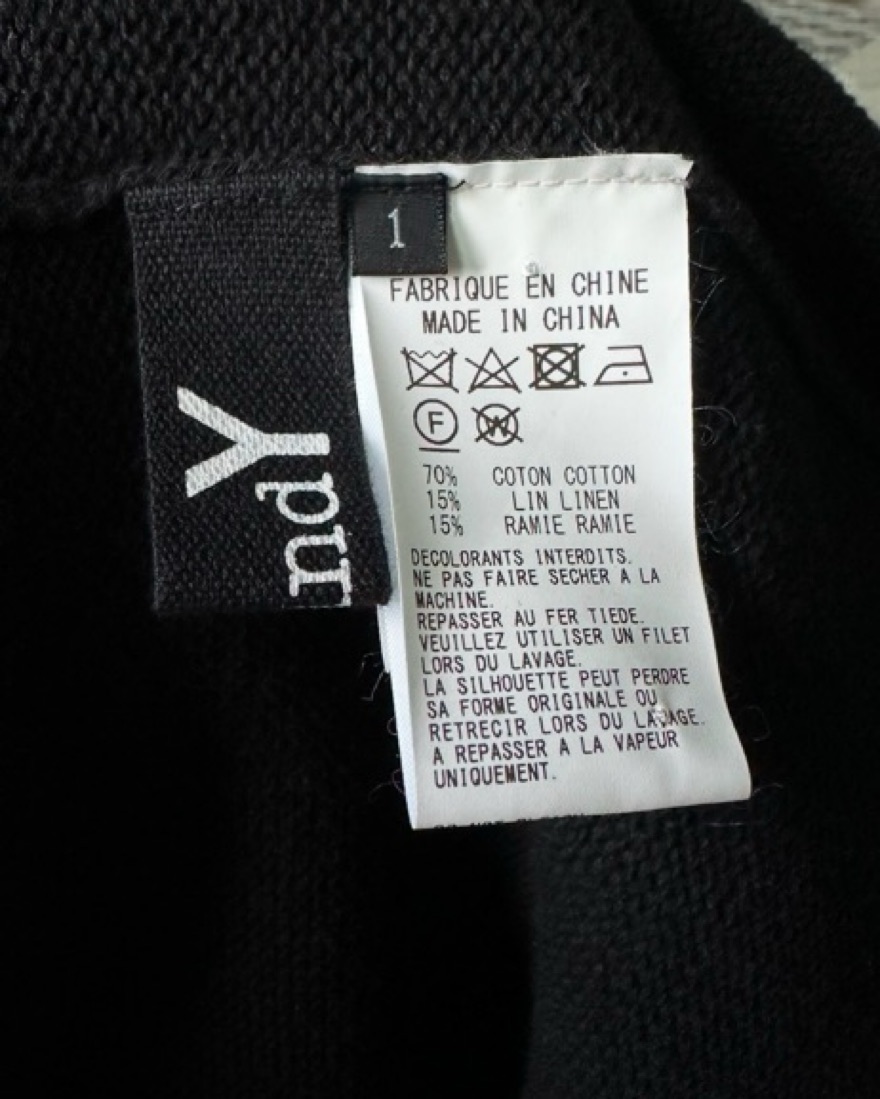 1
FABRIQUE EN CHINE
MADE IN CHINA
F W
70% COTON COTTON
15% LIN LINEN
15% RAMIE RAMIE
DECOLORANTS INTERDITS.
NE PAS FAIRE SECHER A LA
MACHINE.
REPASSER AU FER TIEDE.
VEUILLEZ UTILISER UN FILET
LORS DU LAVAGE.
LA SILHOUETTE PEUT PERDRE
SA FORME ORIGINALE OU
RETRECIR LORS DU LAVAGE.
A REPASSER A LA VAPEUR
UNIQUEMENT.
Y
nd